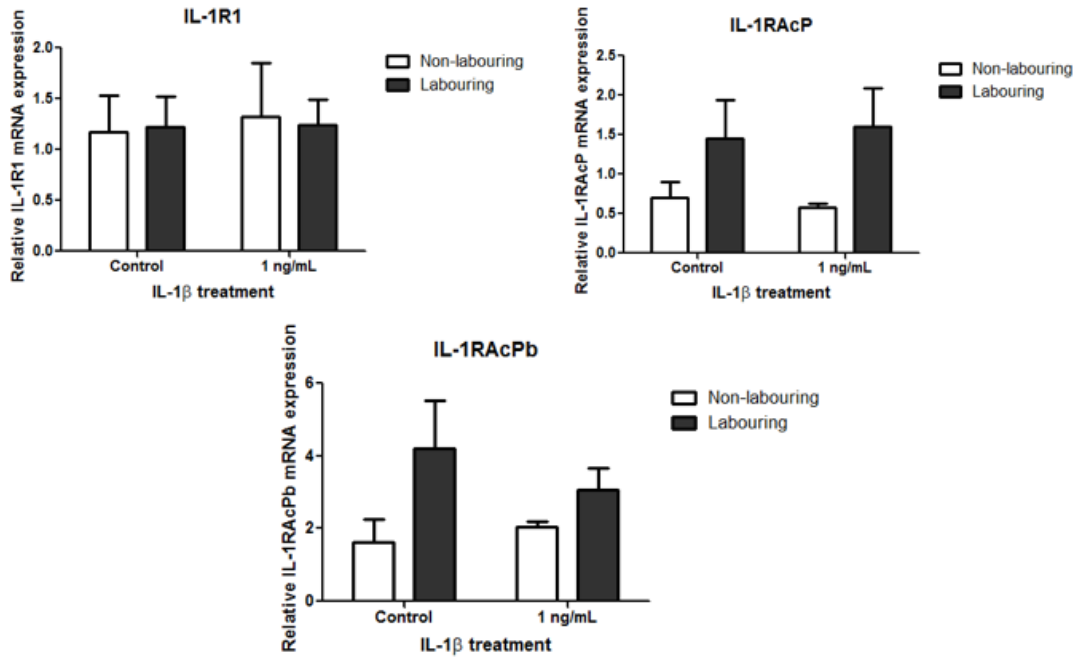 IL-1R1
Relative IL-1R1 mRNA expression
2.0
1.5
1.0
0.5
0.0
Control
1 ng/mL
IL-1β treatment
Non-labouring
Labouring
IL-1RAcP
Relative IL-1RAcP mRNA expression
2.5
2.0
1.5
1.0
0.5
0.0
Control
1 ng/mL
IL-1β treatment
Non-labouring
Labouring
IL-1RAcPb
Relative IL-1RAcPb mRNA expression
6
4
2
0
Control
1 ng/mL
IL-1β treatment
Non-labouring
Labouring